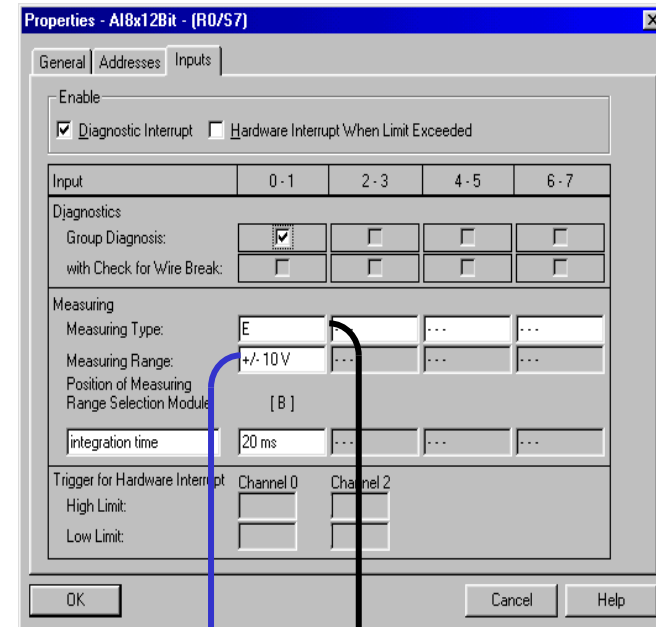 Properties - AI8x12Bit - (R0/S7)
General Addresses Inputs
Enable
Diagnostic Interrupt Hardware Interrupt When Limit Exceeded
Input 0 - 1 2 - 3 4 - 5 6 - 7
Diagnostics
Group Diagnosis:
with Check for Wire Break:
Measuring
Measuring Type: E --- --- ---
Measuring Range: +/- 10 V --- --- ---
Position of Measuring
Range Selection Module [ B ]
integration time 20 ms --- --- ---
Trigger for Hardware Interrupt Channel 0 Channel 2
High Limit:
Low Limit:
OK Cancel Help